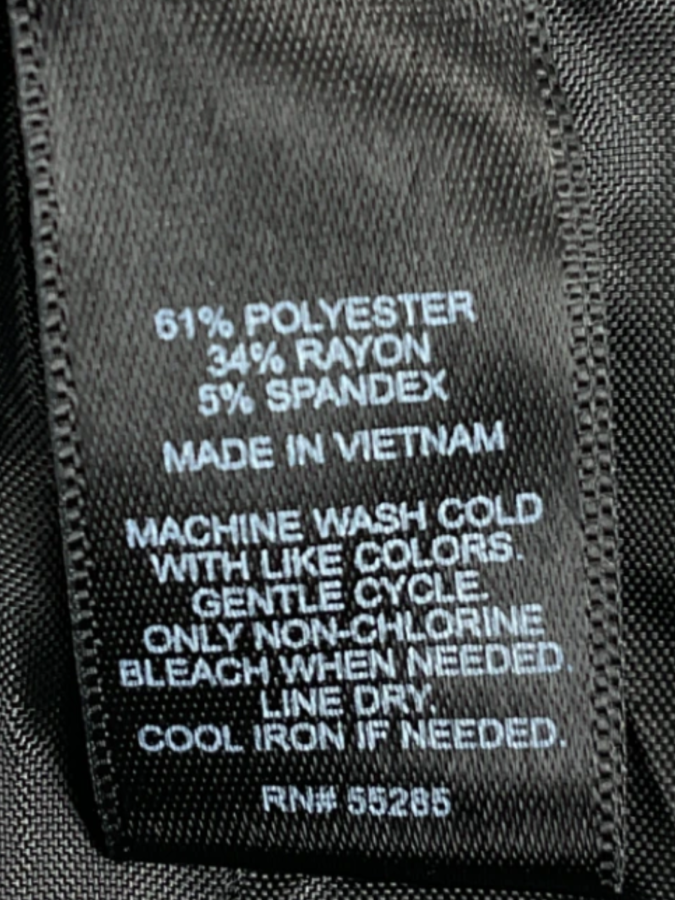 61% POLYESTER
34% RAYON
5% SPANDEX
MADE IN VIETNAM
MACHINE WASH COLD
WITH LIKE COLORS.
GENTLE CYCLE.
ONLY NON-CHLORINE
BLEACH WHEN NEEDED.
LINE DRY.
COOL IRON IF NEEDED.
RN# 55285